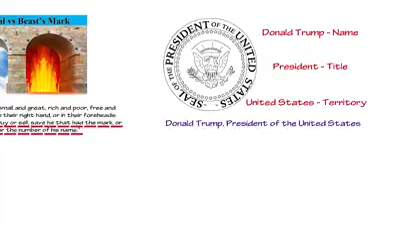 l vs Beast's Mark
mall and great, rich and poor, free and
their right hand, or in their foreheads:
uy or sell, save he that had the mark, or
r the number of his name."
SEAL OF THE PRESIDENT OF THE UNITED STATES
Donald Trump - Name
President - Title
United States - Territory
Donald Trump, President of the United States